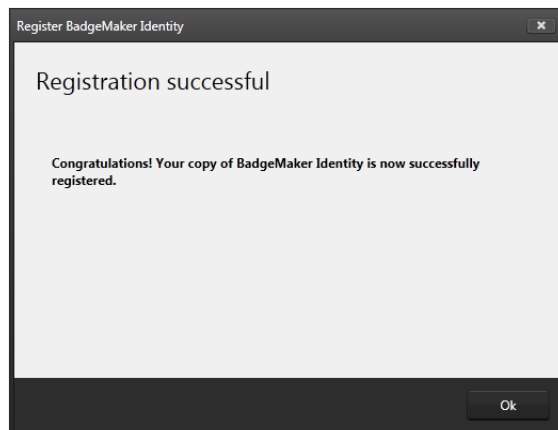 Register BadgeMaker Identity
Registration successful
Congratulations! Your copy of BadgeMaker Identity is now successfully
registered.
Ok